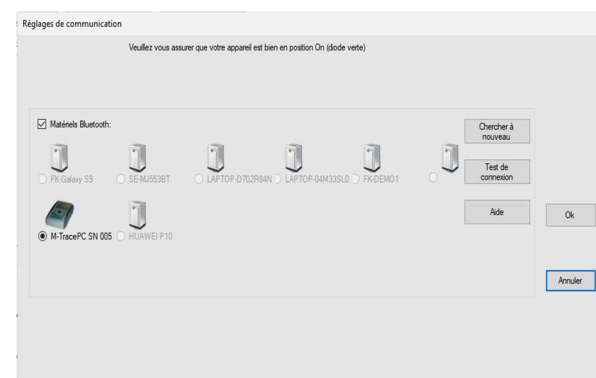 Réglages de communication
Veuillez vous assurer que votre appareil est bien en position On (diode verte)
Matériels Bluetooth:
Chercher à
nouveau
FK Galaxy S9
SE-MJ553BT
LAPTOP-D702R84N
LAPTOP-04M33SL0
FK-DEMO1
Test de
connexion
Aide
Ok
M-TracePC SN 005
HUAWEI P10
Annuler